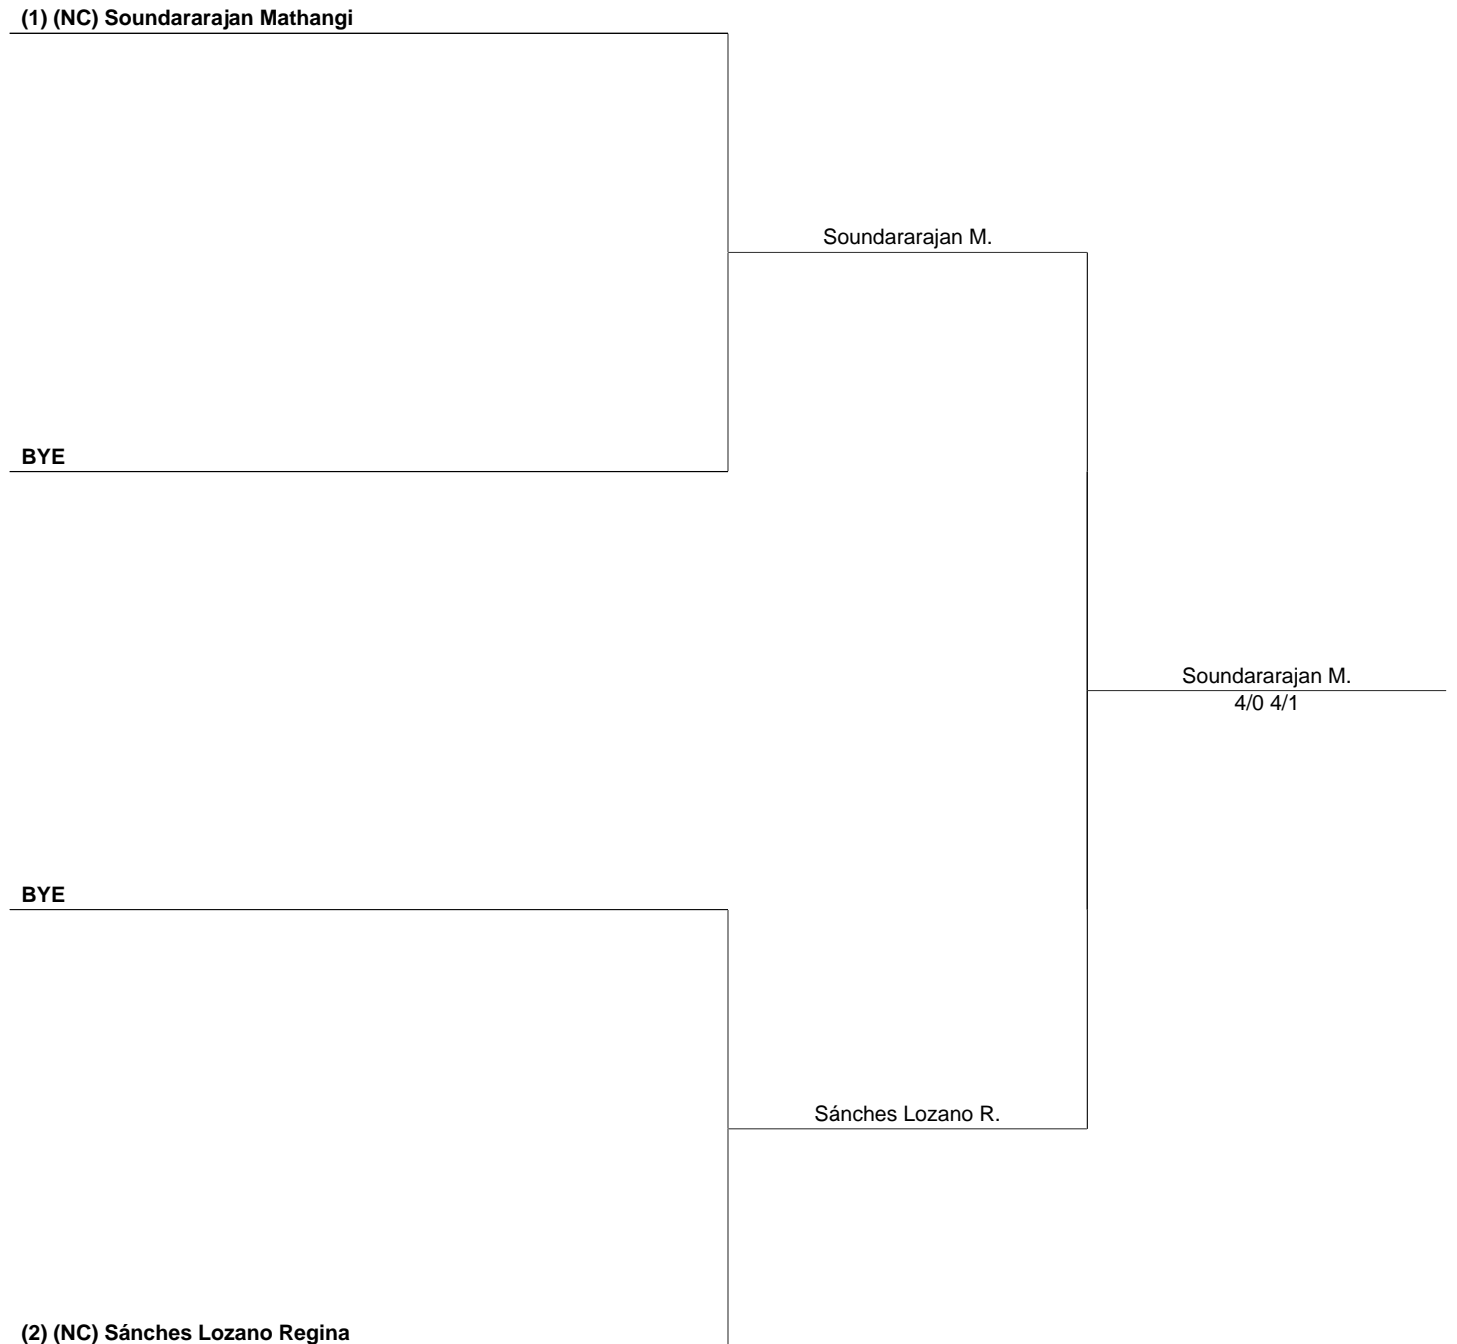 (1) (NC) Soundararajan Mathangi
Soundararajan M.
BYE
Soundararajan M.
4/0 4/1
BYE
Sánches Lozano R.
(2) (NC) Sánches Lozano Regina